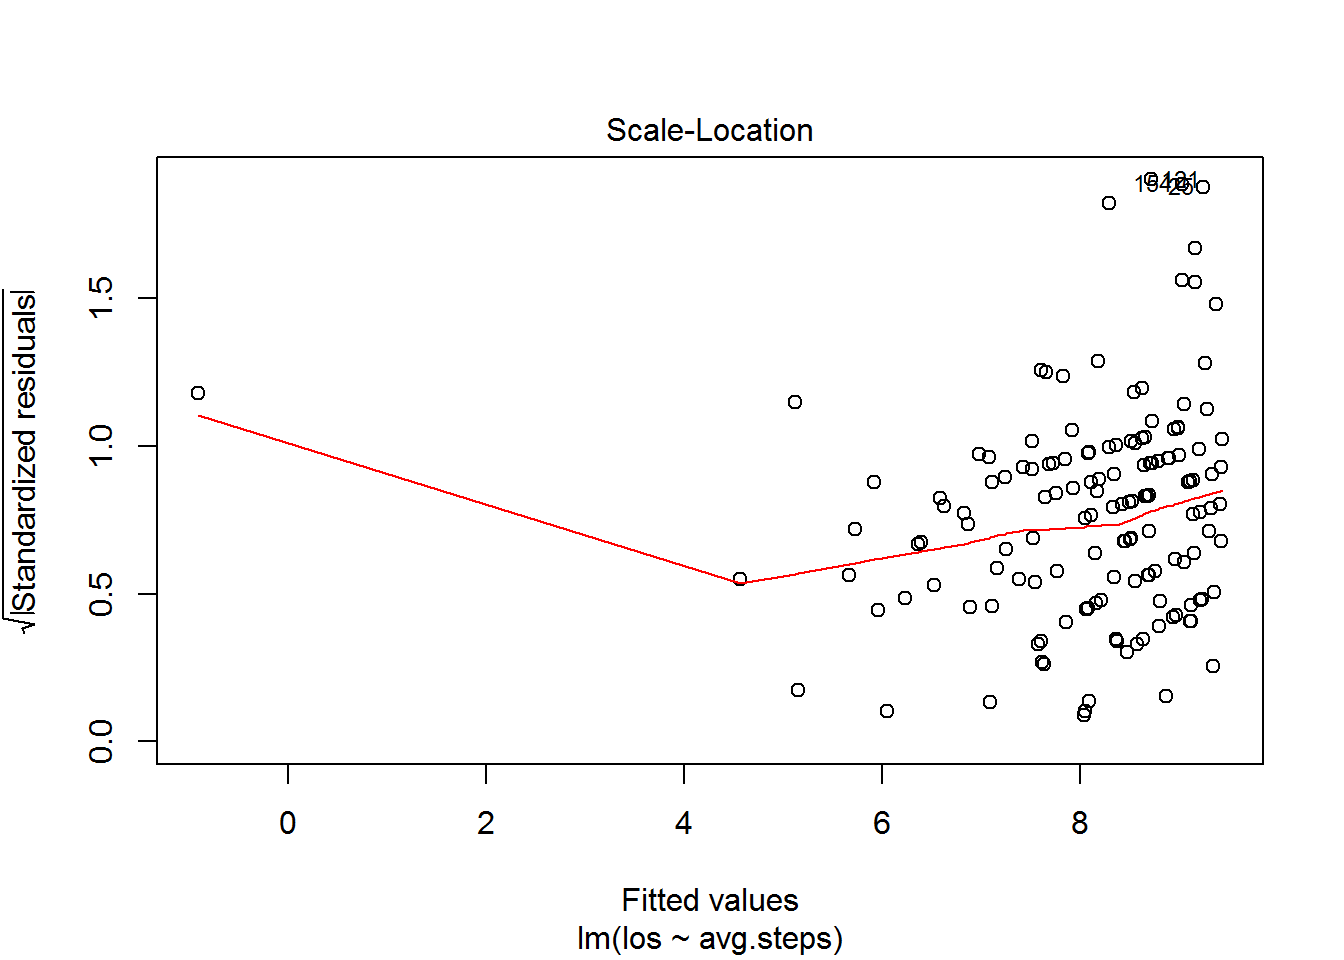 Scale-Location
√|Standardized residuals|
1.5
1.0
0.5
0.0
0 2 4 6 8
Fitted values
lm(los ~ avg.steps)